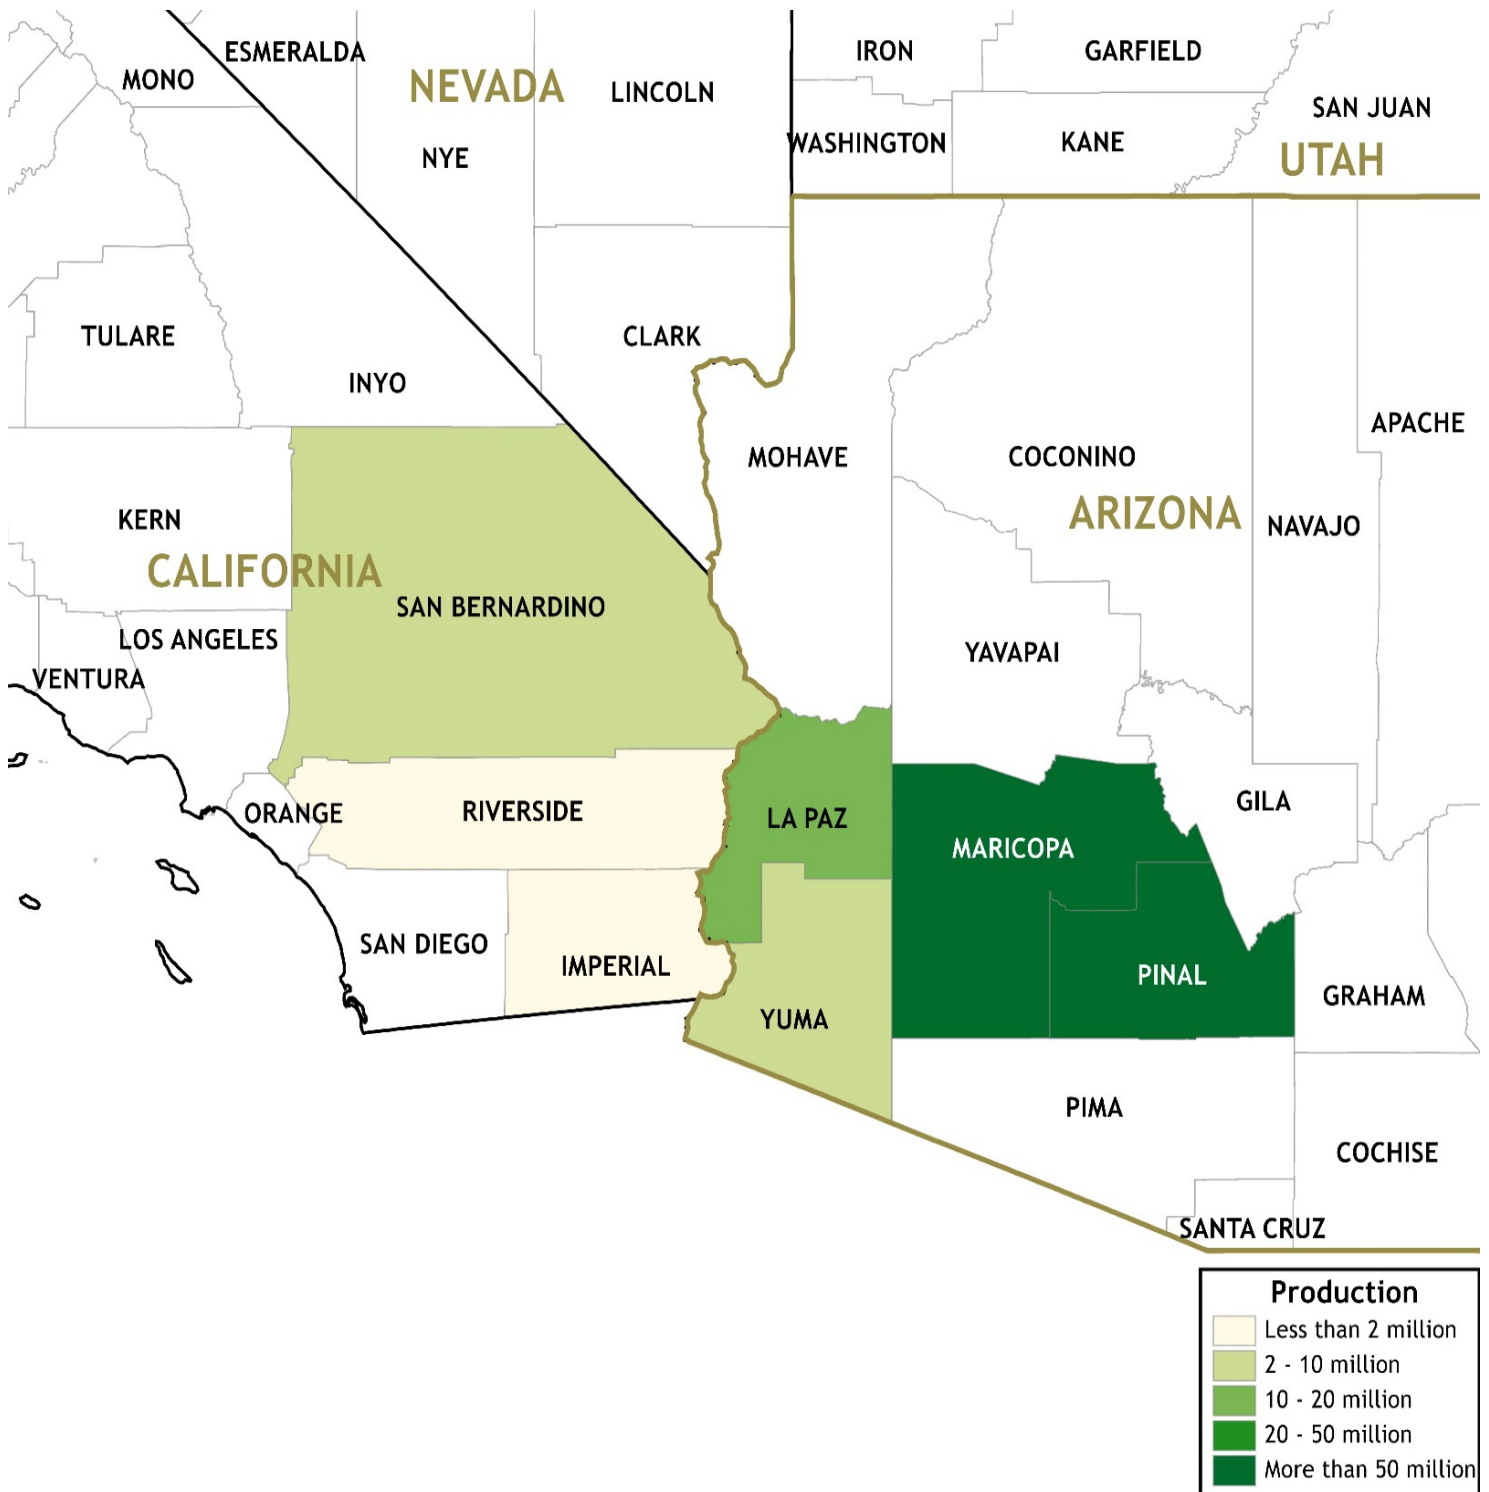 ESMERALDA
IRON
GARFIELD
MONO
NEVADA
LINCOLN
SAN JUAN
WASHINGTON
KANE
NYE
UTAH
TULARE
CLARK
INYO
APACHE
MOHAVE
COCONINO
ARIZONA
KERN
NAVAJO
CALIFORNIA
SAN BERNARDINO
LOS ANGELES
YAVAPAI
VENTURA
GILA
ORANGE
RIVERSIDE
LA PAZ
MARICOPA
SAN DIEGO
IMPERIAL
PINAL
GRAHAM
YUMA
PIMA
COCHISE
SANTA CRUZ
Production
Less than 2 million
2 - 10 million
10 - 20 million
20 - 50 million
More than 50 million